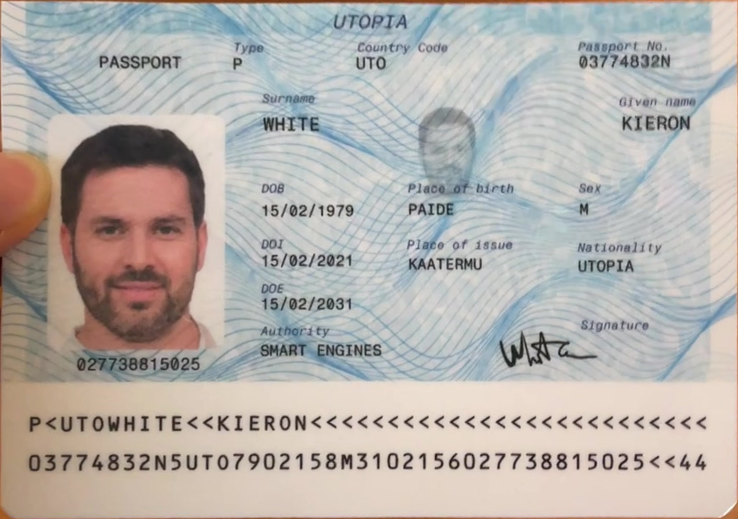 UTOPIA
PASSPORT
Type
P
Country Code
UTO
Passport No.
03774832N
Surname
WHITE
Given name
KIERON
DOB
15/02/1979
Place of birth
PAIDE
Sex
M
DOI
15/02/2021
Place of issue
KAATERMU
Nationality
UTOPIA
DOE
15/02/2031
Authority
SMART ENGINES
Signature
027738815025
P<UTOWHITE<<KIERON<<<<<<<<<<<<<<<<<<<<<<<<<<
03774832N5UTO7902158M3102156027738815025<<44